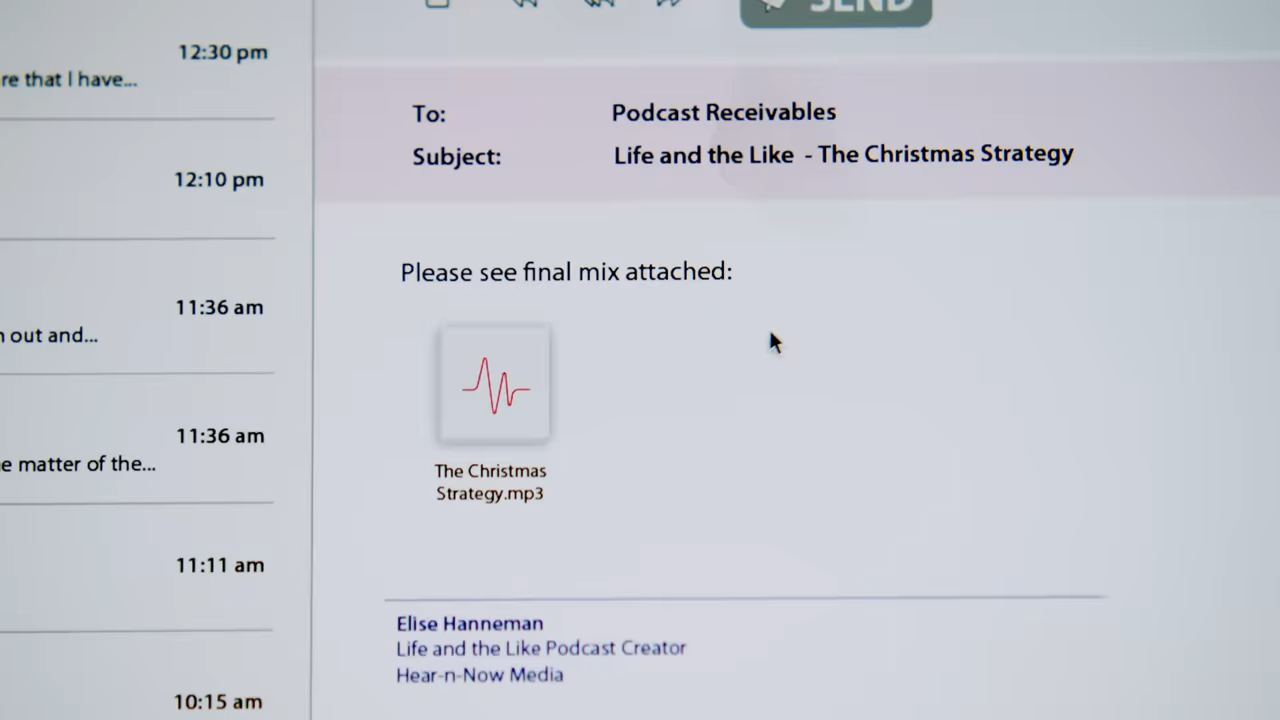 SEND
12:30 pm
re that I have...
12:10 pm
11:36 am
n out and...
11:36 am
e matter of the...
11:11 am
10:15 am
To: Podcast Receivables
Subject: Life and the Like - The Christmas Strategy
Please see final mix attached:
The Christmas
Strategy.mp3
Elise Hanneman
Life and the Like Podcast Creator
Hear-n-Now Media